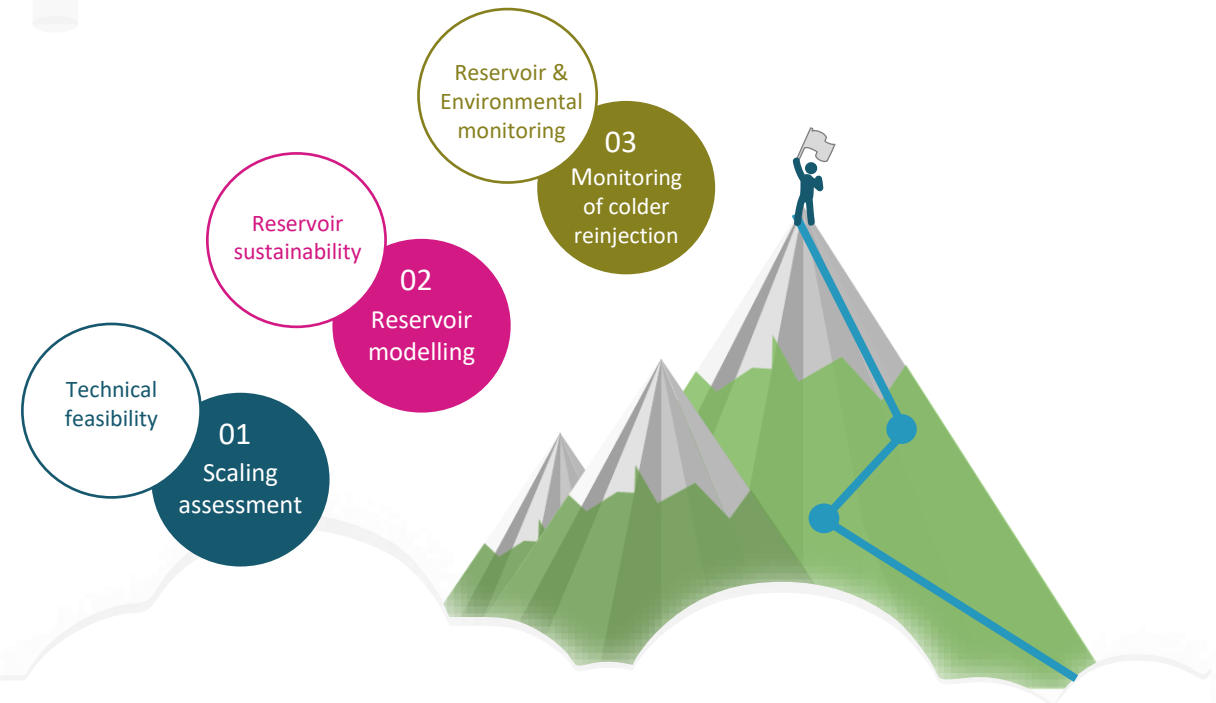 Technical
feasibility
01
Scaling
assessment
Reservoir
sustainability
02
Reservoir
modelling
Reservoir &
Environmental
monitoring
03
Monitoring
of colder
reinjection